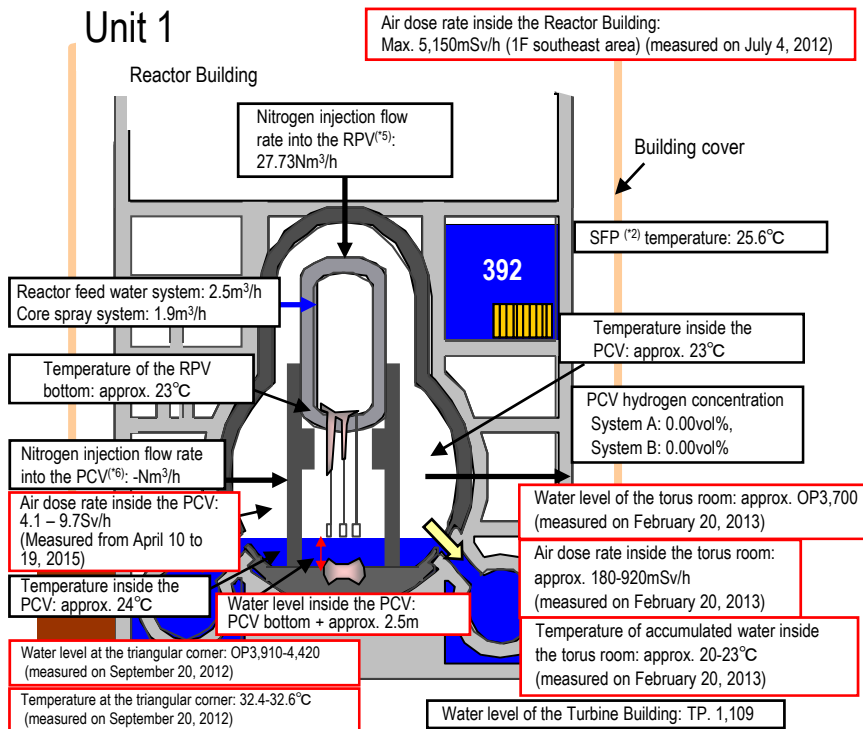 Unit 1
Air dose rate inside the Reactor Building:
Max. 5,150mSv/h (1F southeast area) (measured on July 4, 2012)
Reactor Building
Nitrogen injection flow
rate into the RPV(*5):
27.73Nm3/h
Building cover
SFP (*2) temperature: 25.6℃
392
Reactor feed water system: 2.5m3/h
Core spray system: 1.9m3/h
Temperature inside the
PCV: approx. 23℃
Temperature of the RPV
bottom: approx. 23℃
PCV hydrogen concentration
System A: 0.00vol%,
System B: 0.00vol%
Nitrogen injection flow rate
into the PCV(*6): -Nm3/h
Air dose rate inside the PCV:
4.1 – 9.7Sv/h
(Measured from April 10 to
19, 2015)
Water level of the torus room: approx. OP3,700
(measured on February 20, 2013)
Air dose rate inside the torus room:
approx. 180-920mSv/h
(measured on February 20, 2013)
Temperature inside the
PCV: approx. 24℃
Water level inside the PCV:
PCV bottom + approx. 2.5m
Temperature of accumulated water inside
the torus room: approx. 20-23℃
(measured on February 20, 2013)
Water level at the triangular corner: OP3,910-4,420
(measured on September 20, 2012)
Temperature at the triangular corner: 32.4-32.6℃
(measured on September 20, 2012)
Water level of the Turbine Building: TP. 1,109